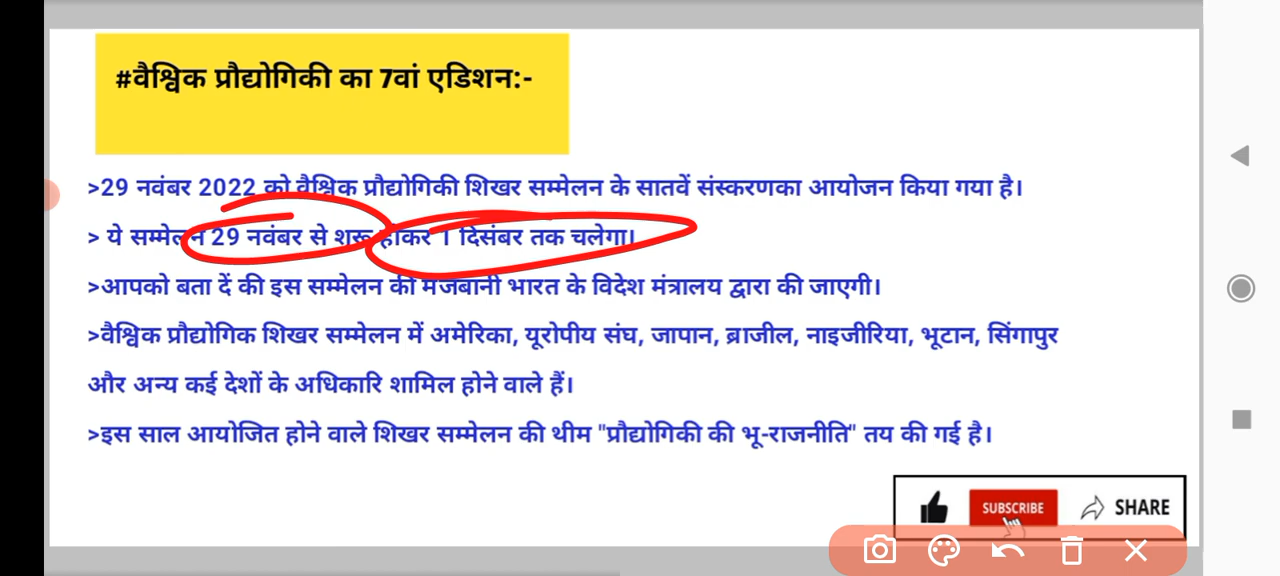 #वैश्विक प्रौद्योगिकी का 7वां एडिशन:-
>29 नवंबर 2022 को वैश्विक प्रौद्योगिकी शिखर सम्मेलन के सातवें संस्करणका आयोजन किया गया है।
> ये सम्मेलन 29 नवंबर से शरू होकर 1 दिसंबर तक चलेगा।
>आपको बता दें की इस सम्मेलन की मेजबानी भारत के विदेश मंत्रालय द्वारा की जाएगी।
>वैश्विक प्रौद्योगिक शिखर सम्मेलन में अमेरिका, यूरोपीय संघ, जापान, ब्राजील, नाइजीरिया, भूटान, सिंगापुर
और अन्य कई देशों के अधिकारि शामिल होने वाले हैं।
>इस साल आयोजित होने वाले शिखर सम्मेलन की थीम "प्रौद्योगिकी की भू-राजनीति" तय की गई है।
SUBSCRIBE SHARE